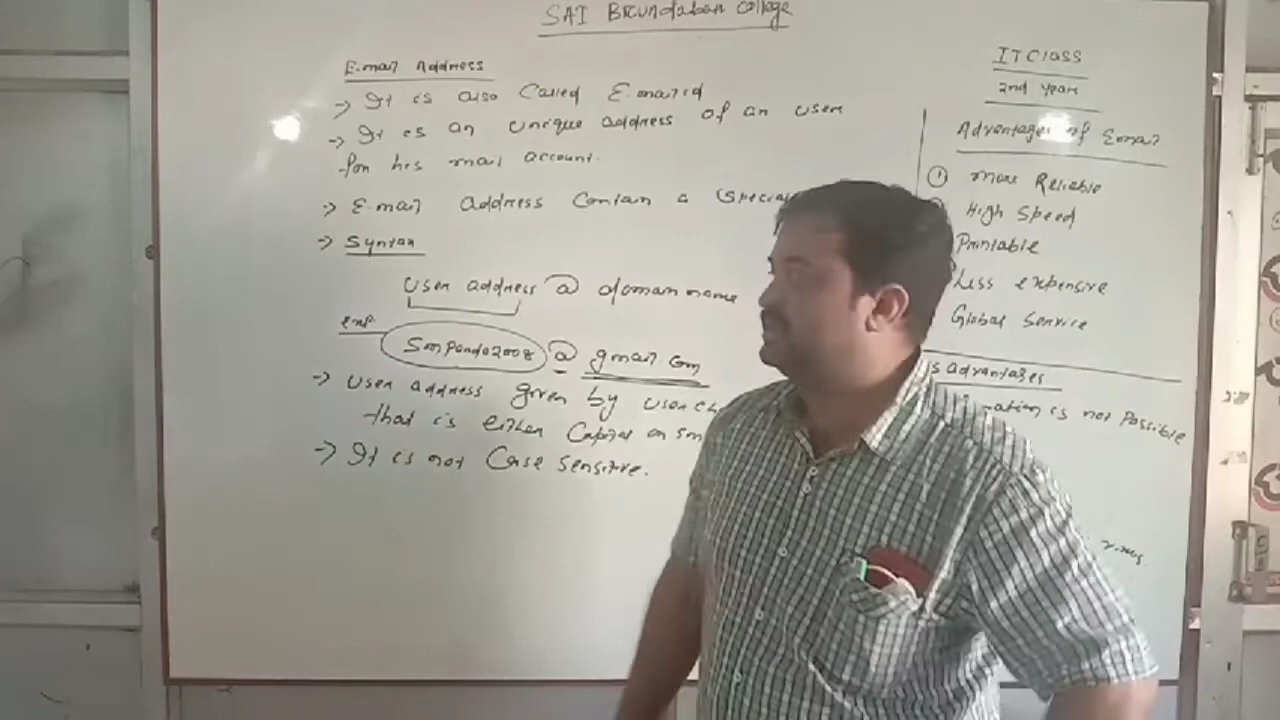 SAI Brundaban College
E-mail Address
-> It is also Called E-mail id
-> It is an unique address of an user
for his mail account.
-> E-mail address contain a special
-> Syntax
user address @ domain name
exp
smpanda2008 @ gmail com
-> user address given by user
that is either Capital or sm
-> It is not Case sensitive.
IT Class
2nd year
Advantages of Email
① more Reliable
High speed
Printable
Less expensive
Global service
sadvantages
ation is not possible
virus